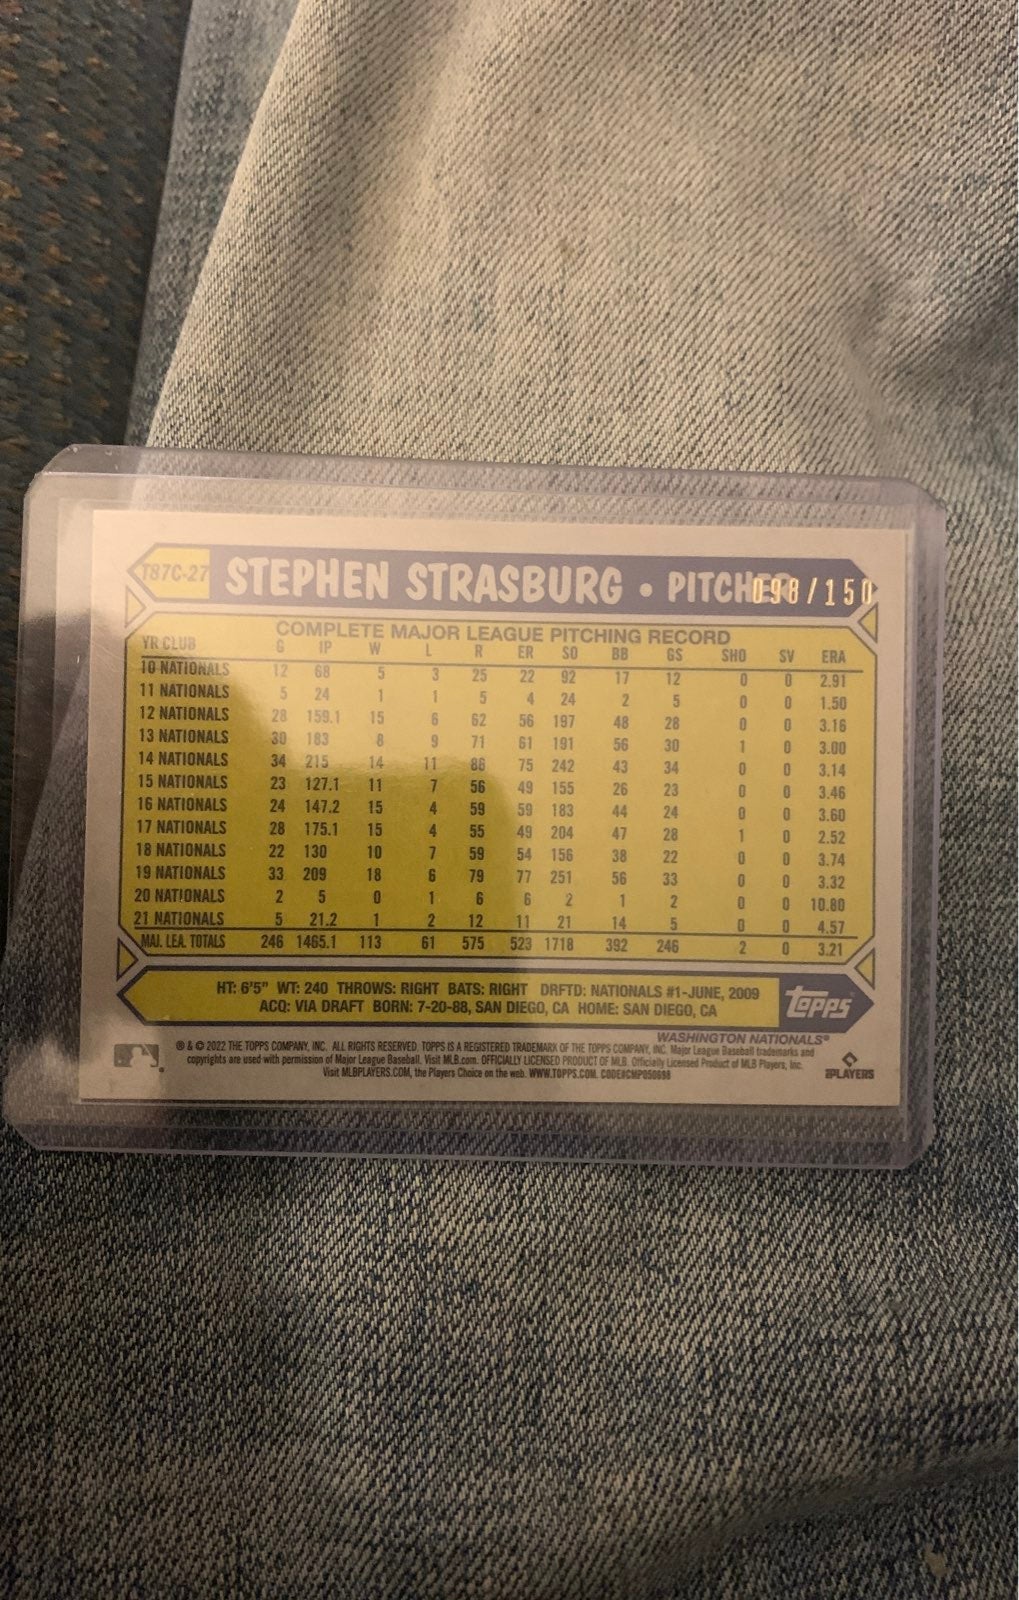 T87C-27 STEPHEN STRASBURG • PITCHER 098/150
COMPLETE MAJOR LEAGUE PITCHING RECORD
YR CLUB G IP W L R ER SO BB GS SHO SV ERA
10 NATIONALS 12 68 5 3 25 22 92 17 12 0 0 2.91
11 NATIONALS 5 24 1 1 5 4 24 2 5 0 0 1.50
12 NATIONALS 28 159.1 15 6 62 56 197 48 28 0 0 3.16
13 NATIONALS 30 183 8 9 71 61 191 56 30 1 0 3.00
14 NATIONALS 34 215 14 11 86 75 242 43 34 0 0 3.14
15 NATIONALS 23 127.1 11 7 56 49 155 26 23 0 0 3.46
16 NATIONALS 24 147.2 15 4 59 59 183 44 24 0 0 3.60
17 NATIONALS 28 175.1 15 4 55 49 204 47 28 1 0 2.52
18 NATIONALS 22 130 10 7 59 54 156 38 22 0 0 3.74
19 NATIONALS 33 209 18 6 79 77 251 56 33 0 0 3.32
20 NATIONALS 2 5 0 1 6 6 2 1 2 0 0 10.80
21 NATIONALS 5 21.2 1 2 12 11 21 14 5 0 0 4.57
MAJ. LEA. TOTALS 246 1465.1 113 61 575 523 1718 392 246 2 0 3.21
HT: 6'5" WT: 240 THROWS: RIGHT BATS: RIGHT DRFTD: NATIONALS #1-JUNE, 2009
ACQ: VIA DRAFT BORN: 7-20-88, SAN DIEGO, CA HOME: SAN DIEGO, CA
topps
WASHINGTON NATIONALS®
® & © 2022 THE TOPPS COMPANY, INC. ALL RIGHTS RESERVED. TOPPS IS A REGISTERED TRADEMARK OF THE TOPPS COMPANY, INC. Major League Baseball trademarks and
copyrights are used with permission of Major League Baseball. Visit MLB.com. OFFICIALLY LICENSED PRODUCT OF MLB Players, Inc.
Visit MLBPLAYERS.COM, the Players Choice on the web. WWW.TOPPS.COM. CODE#CMP050698
PLAYERS